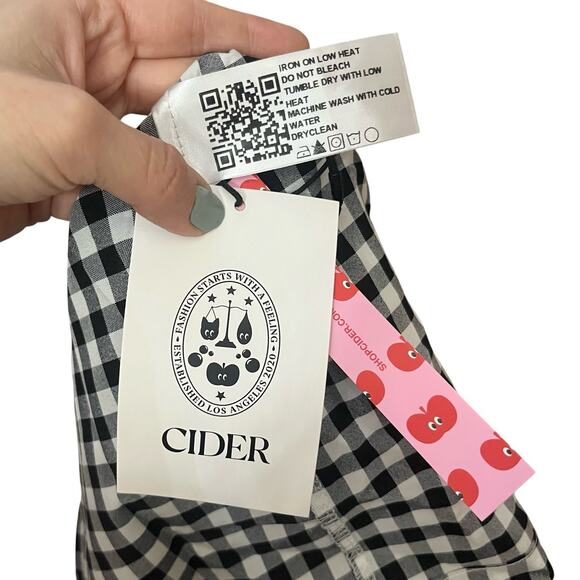 IRON ON LOW HEAT
DO NOT BLEACH
TUMBLE DRY WITH LOW
HEAT
MACHINE WASH WITH COLD
WATER
DRYCLEAN
FASHION STARTS WITH A FEELING
ESTABLISHED LOS ANGELES 2020
CIDER
SHOPCIDER.CO